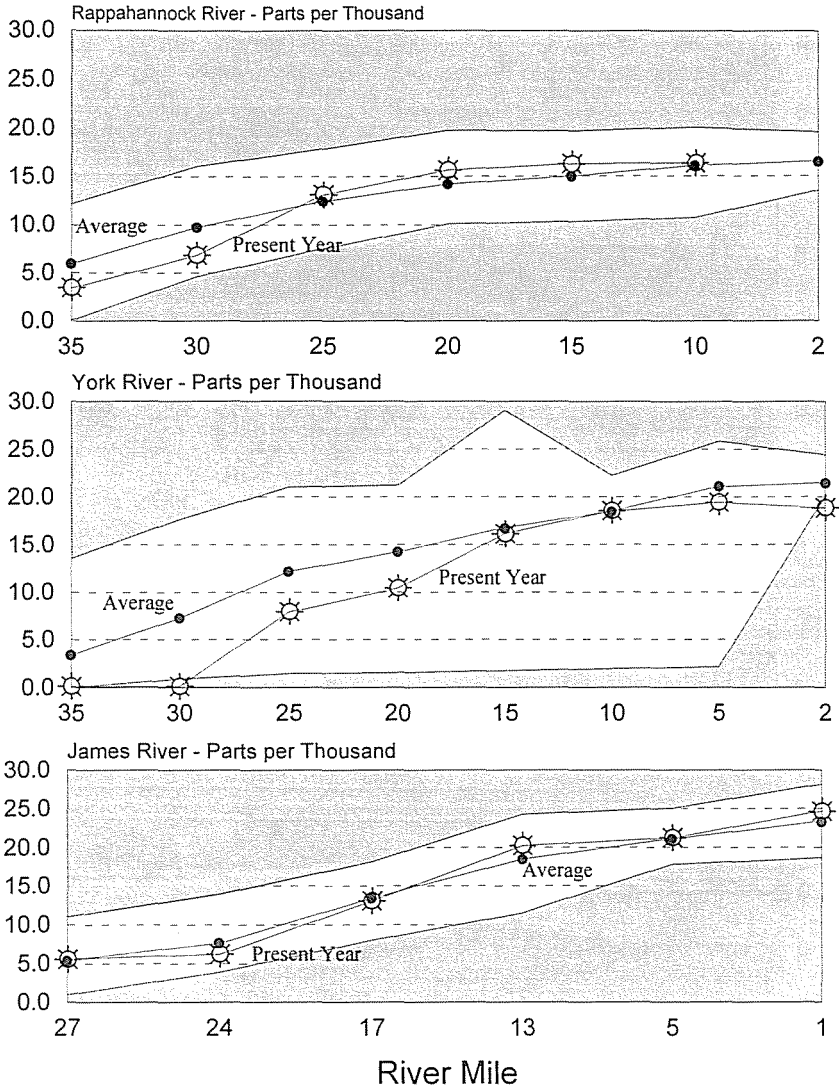 Rappahannock River - Parts per Thousand
30.0
25.0
20.0
15.0
10.0
5.0
0.0
Average
Present Year
35 30 25 20 15 10 2
York River - Parts per Thousand
30.0
25.0
20.0
15.0
10.0
5.0
0.0
Average
Present Year
35 30 25 20 15 10 5 2
James River - Parts per Thousand
30.0
25.0
20.0
15.0
10.0
5.0
0.0
Average
Present Year
27 24 17 13 5 1
River Mile